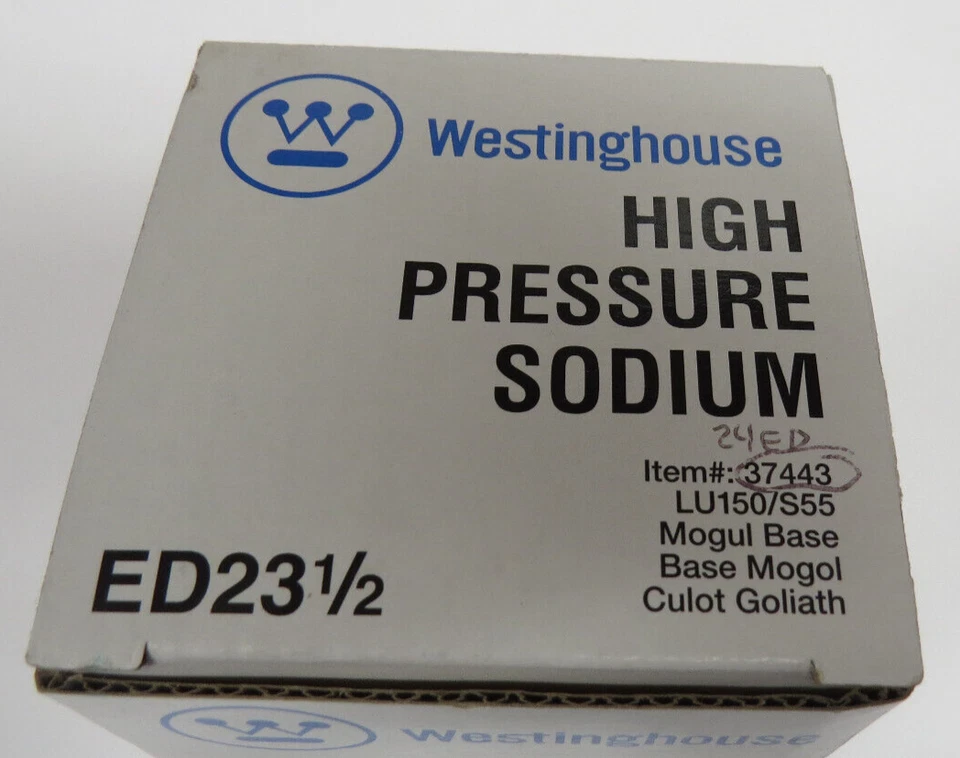 Westinghouse
HIGH
PRESSURE
SODIUM
24ED
Item#: 37443
LU150/S55
Mogul Base
Base Mogol
Culot Goliath
ED23½
Westinghouse